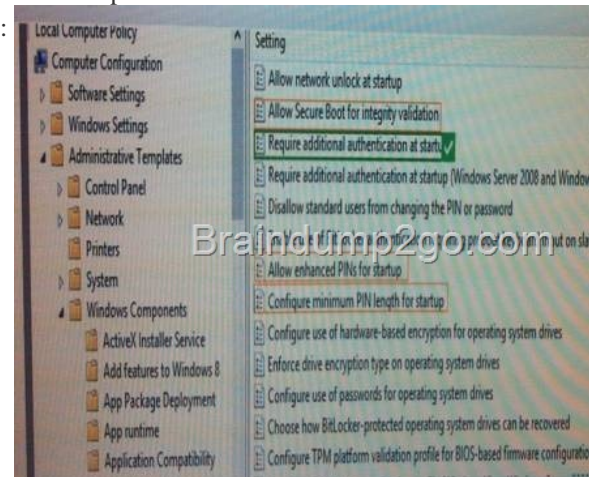 :
Local Computer Policy
Computer Configuration
Software Settings
Windows Settings
Administrative Templates
Control Panel
Network
Printers
System
Windows Components
ActiveX Installer Service
Add features to Windows 8
App Package Deployment
App runtime
Application Compatibility
Setting
Allow network unlock at startup
Allow Secure Boot for integrity validation
Require additional authentication at startu
Require additional authentication at startup (Windows Server 2008 and Window
Disallow standard users from changing the PIN or password
Braindump2go.com
Allow enhanced PINs for startup
Configure minimum PIN length for startup
Configure use of hardware-based encryption for operating system drives
Enforce drive encryption type on operating system drives
Configure use of passwords for operating system drives
Choose how BitLocker-protected operating system drives can be recovered
Configure TPM platform validation profile for BIOS-based firmware configuratio